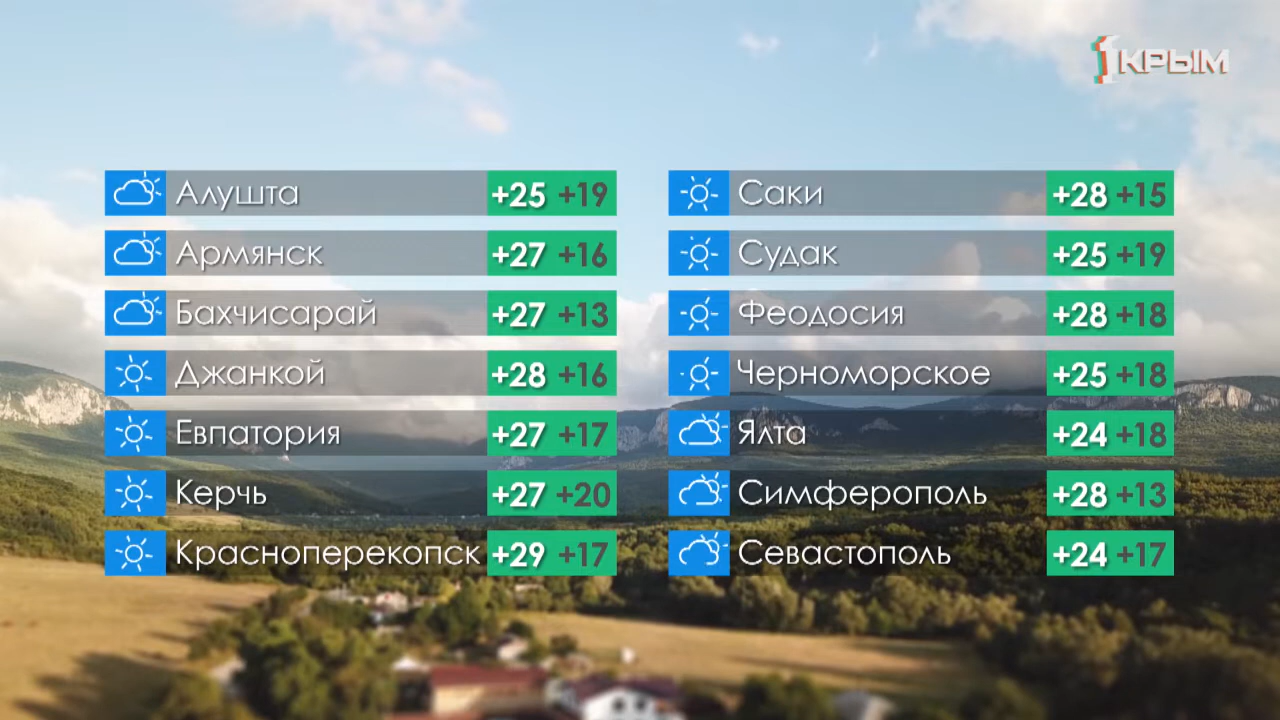 1 КРЫМ
Алушта +25 +19
Армянск +27 +16
Бахчисарай +27 +13
Джанкой +28 +16
Евпатория +27 +17
Керчь +27 +20
Красноперекопск +29 +17
Саки +28 +15
Судак +25 +19
Феодосия +28 +18
Черноморское +25 +18
Ялта +24 +18
Симферополь +28 +13
Севастополь +24 +17